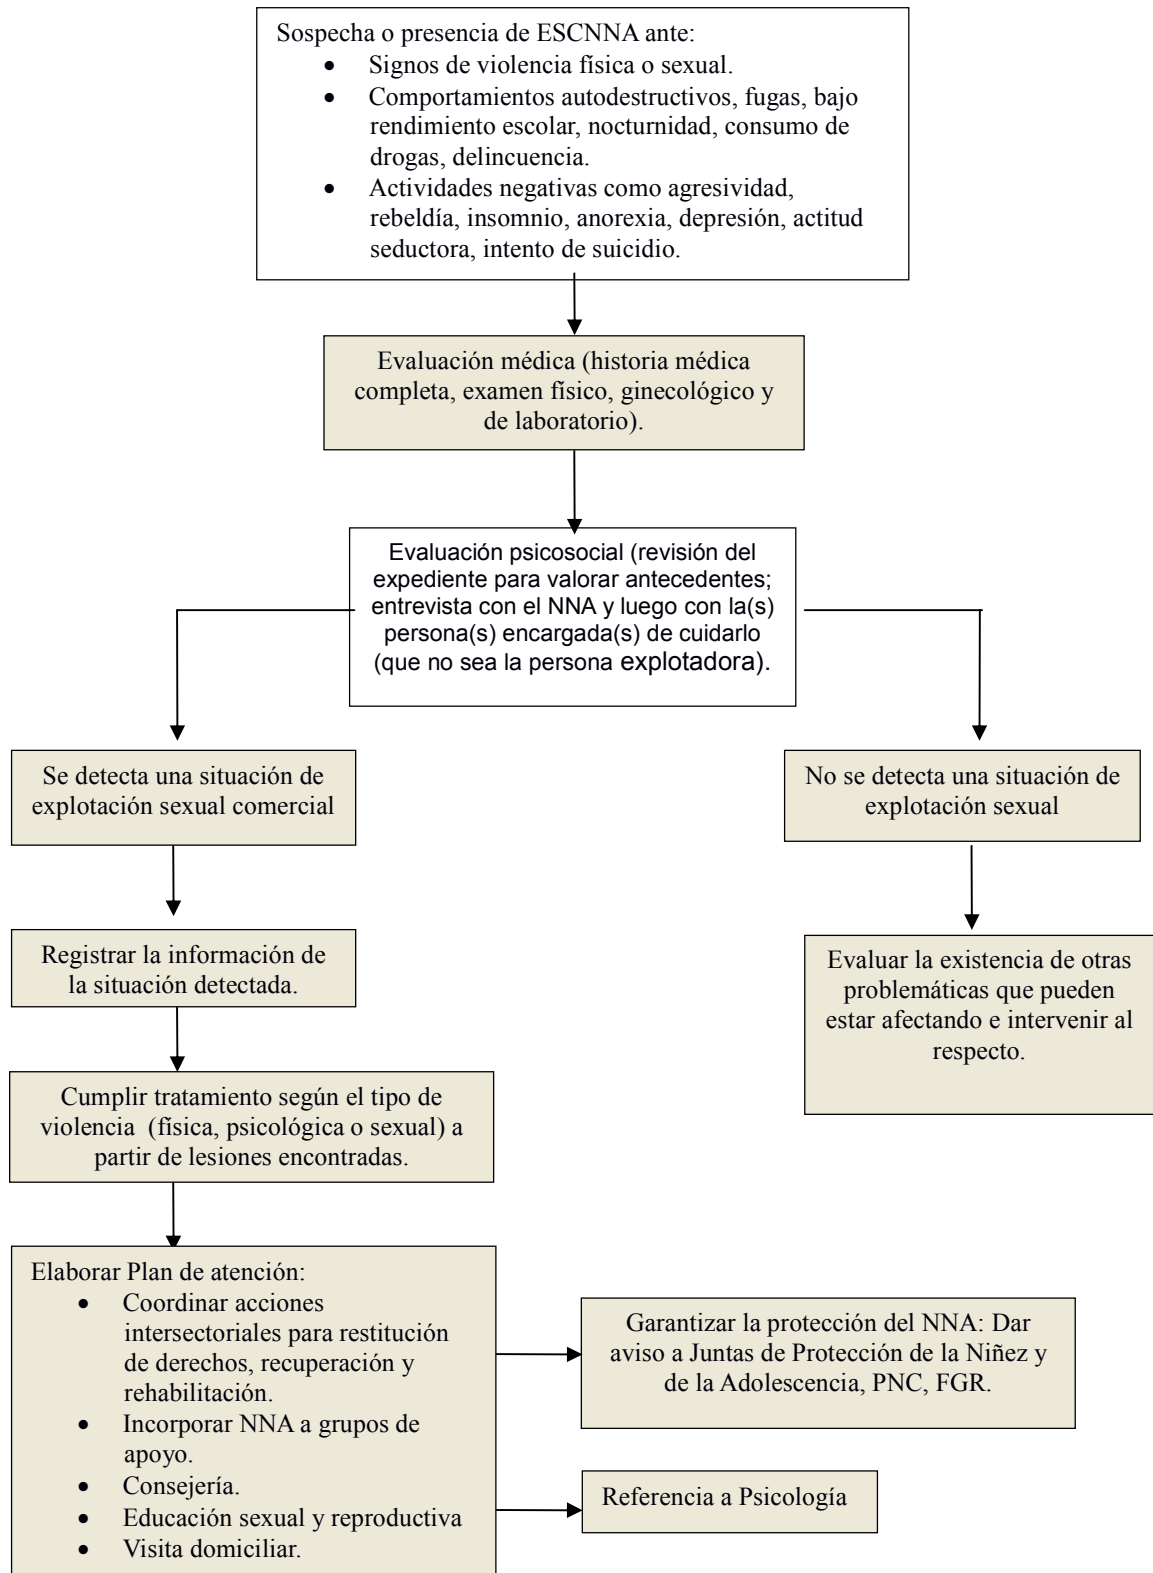 Sospecha o presencia de ESCNNA ante:
• Signos de violencia física o sexual.
• Comportamientos autodestructivos, fugas, bajo
rendimiento escolar, nocturnidad, consumo de
drogas, delincuencia.
• Actividades negativas como agresividad,
rebeldía, insomnio, anorexia, depresión, actitud
seductora, intento de suicidio.
Evaluación médica (historia médica
completa, examen físico, ginecológico y
de laboratorio).
Evaluación psicosocial (revisión del
expediente para valorar antecedentes;
entrevista con el NNA y luego con la(s)
persona(s) encargada(s) de cuidarlo
(que no sea la persona explotadora).
Se detecta una situación de
explotación sexual comercial
No se detecta una situación de
explotación sexual
Registrar la información de
la situación detectada.
Evaluar la existencia de otras
problemáticas que pueden
estar afectando e intervenir al
respecto.
Cumplir tratamiento según el tipo de
violencia (física, psicológica o sexual) a
partir de lesiones encontradas.
Elaborar Plan de atención:
• Coordinar acciones
intersectoriales para restitución
de derechos, recuperación y
rehabilitación.
• Incorporar NNA a grupos de
apoyo.
• Consejería.
• Educación sexual y reproductiva
• Visita domiciliar.
Garantizar la protección del NNA: Dar
aviso a Juntas de Protección de la Niñez y
de la Adolescencia, PNC, FGR.
Referencia a Psicología